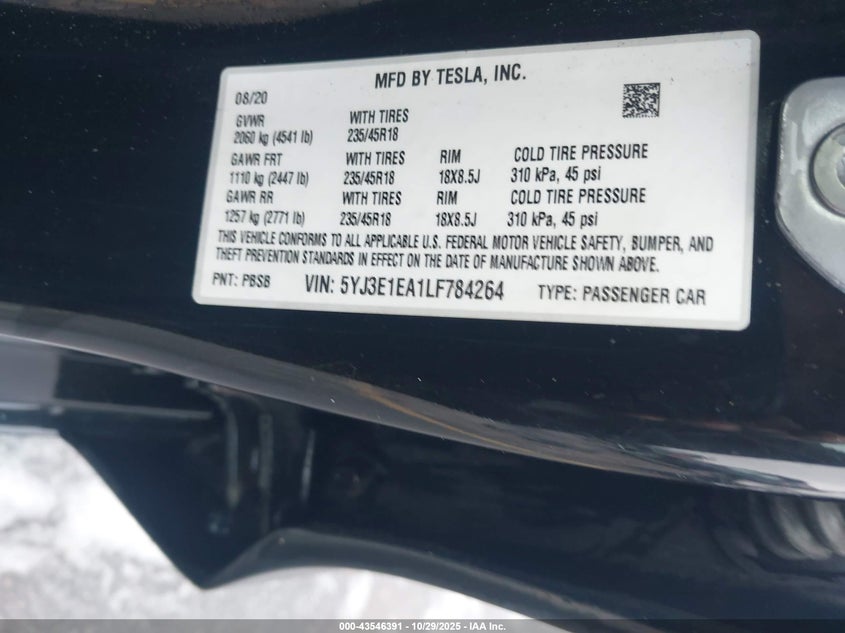 MFD BY TESLA, INC.
08/20
GVWR WITH TIRES
2060 kg (4541 lb) 235/45R18
GAWR FRT WITH TIRES RIM COLD TIRE PRESSURE
1110 kg (2447 lb) 235/45R18 18X8.5J 310 kPa, 45 psi
GAWR RR WITH TIRES RIM COLD TIRE PRESSURE
1257 kg (2771 lb) 235/45R18 18X8.5J 310 kPa, 45 psi
THIS VEHICLE CONFORMS TO ALL APPLICABLE U.S. FEDERAL MOTOR VEHICLE SAFETY, BUMPER, AND
THEFT PREVENTION STANDARDS IN EFFECT ON THE DATE OF MANUFACTURE SHOWN ABOVE.
PNT: PBSB VIN: 5YJ3E1EA1LF784264 TYPE: PASSENGER CAR
000-43546391 - 10/29/2025 - IAA Inc.